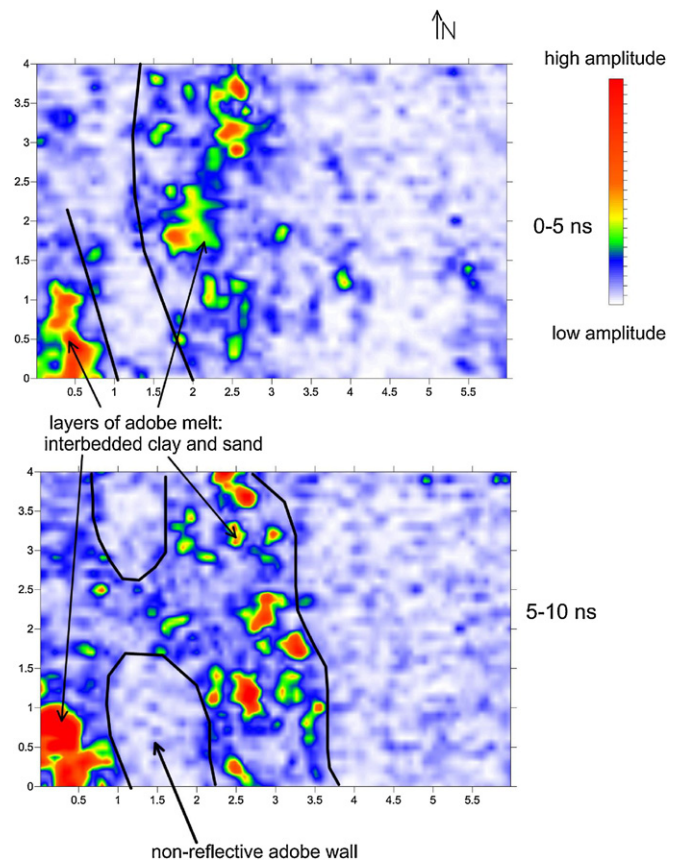 N
high amplitude
4
3.5
3
2.5
2
1.5
1
0.5
0
0.5 1 1.5 2 2.5 3 3.5 4 4.5 5 5.5
0-5 ns
low amplitude
layers of adobe melt:
interbedded clay and sand
4
3.5
3
2.5
2
1.5
1
0.5
0
0.5 1 1.5 2 2.5 3 3.5 4 4.5 5 5.5
5-10 ns
non-reflective adobe wall